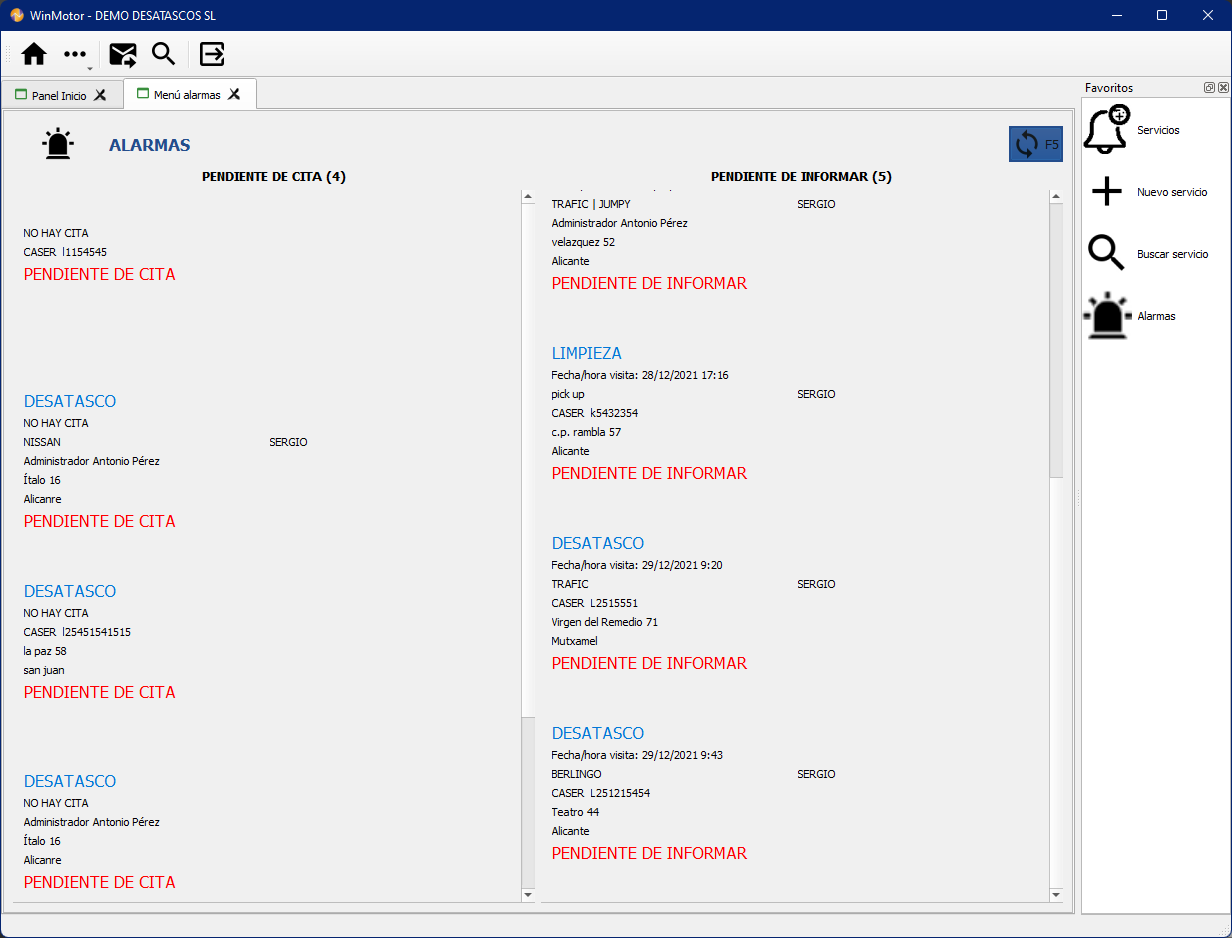 WinMotor - DEMO DESATASCOS SL
Panel Inicio
Menú alarmas
ALARMAS
F5
PENDIENTE DE CITA (4)
NO HAY CITA
CASER l1154545
PENDIENTE DE CITA
DESATASCO
NO HAY CITA
NISSAN SERGIO
Administrador Antonio Pérez
Ítalo 16
Alicanre
PENDIENTE DE CITA
DESATASCO
NO HAY CITA
CASER l25451541515
la paz 58
san juan
PENDIENTE DE CITA
DESATASCO
NO HAY CITA
Administrador Antonio Pérez
Ítalo 16
Alicanre
PENDIENTE DE CITA
PENDIENTE DE INFORMAR (5)
TRAFIC | JUMPY SERGIO
Administrador Antonio Pérez
velazquez 52
Alicante
PENDIENTE DE INFORMAR
LIMPIEZA
Fecha/hora visita: 28/12/2021 17:16
pick up SERGIO
CASER k5432354
c.p. rambla 57
Alicante
PENDIENTE DE INFORMAR
DESATASCO
Fecha/hora visita: 29/12/2021 9:20
TRAFIC SERGIO
CASER L2515551
Virgen del Remedio 71
Mutxamel
PENDIENTE DE INFORMAR
DESATASCO
Fecha/hora visita: 29/12/2021 9:43
BERLINGO SERGIO
CASER L251215454
Teatro 44
Alicante
PENDIENTE DE INFORMAR
Favoritos
Servicios
Nuevo servicio
Buscar servicio
Alarmas